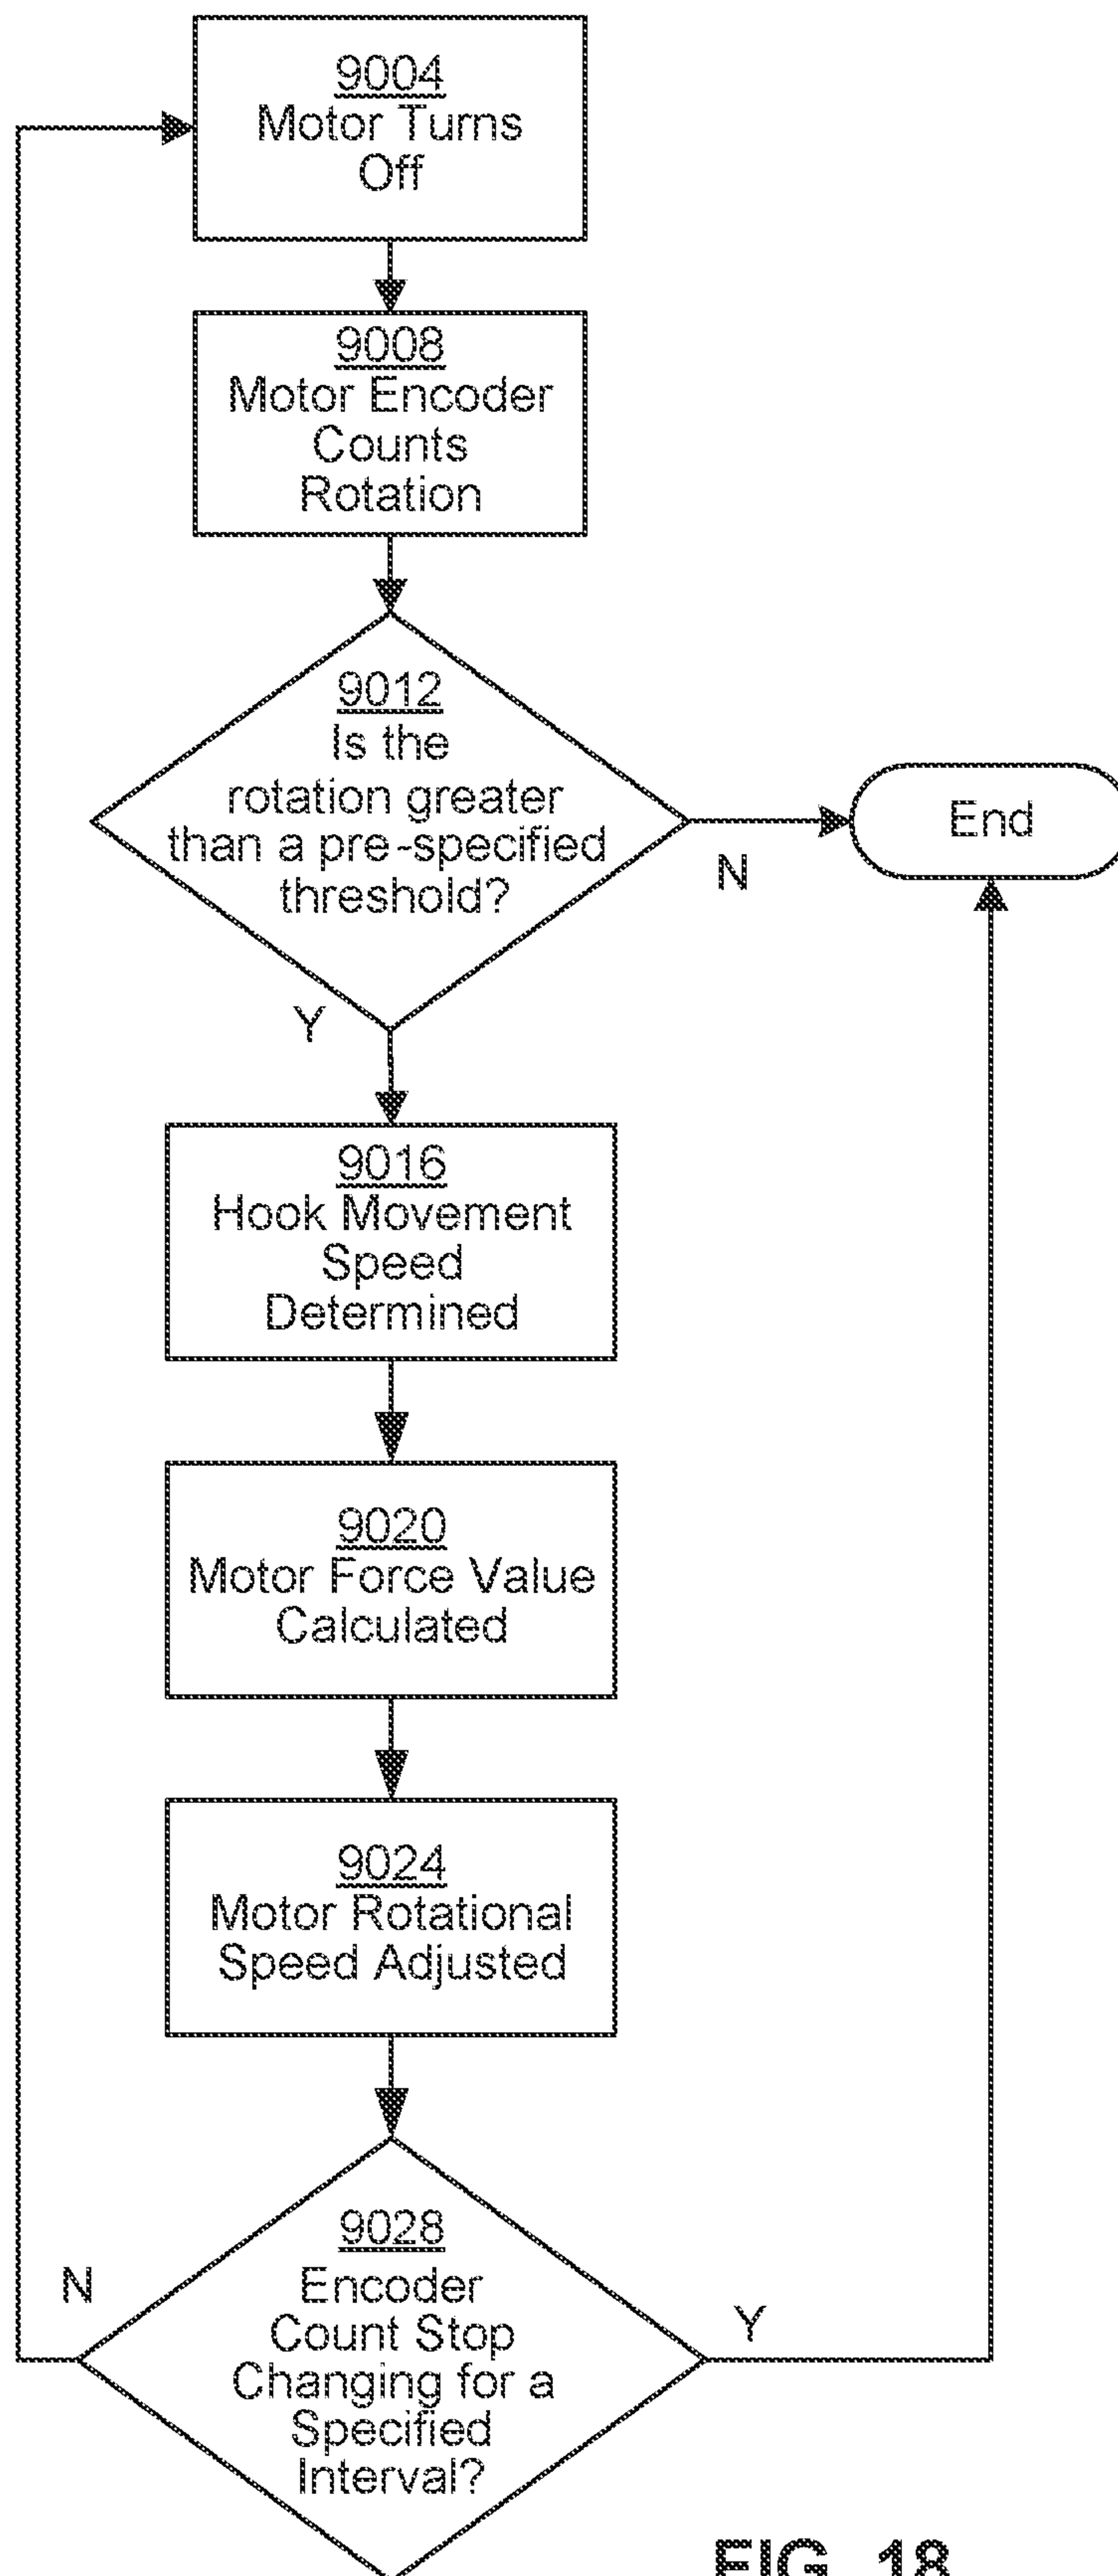 9004
Motor Turns
Off
9008
Motor Encoder
Counts
Rotation
9012
Is the
rotation greater
than a pre-specified
threshold?
N
End
Y
9016
Hook Movement
Speed
Determined
9020
Motor Force Value
Calculated
9024
Motor Rotational
Speed Adjusted
9028
Encoder
Count Stop
Changing for a
Specified
Interval?
N
Y
FIG. 18